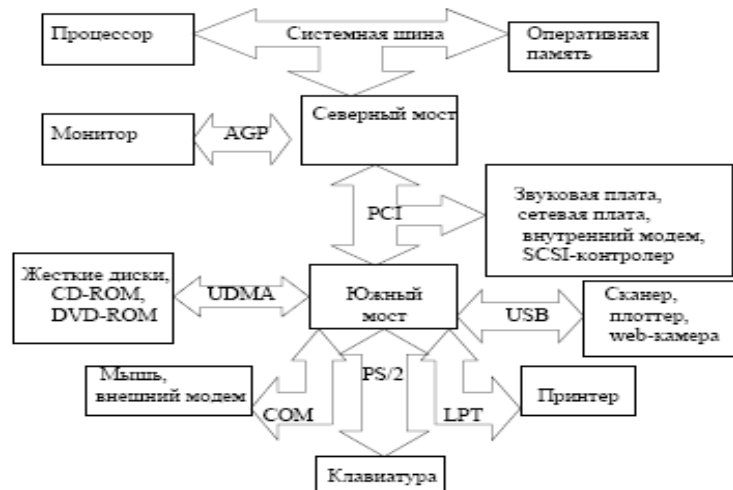 Процессор
Системная шина
Оперативная
память
Монитор
AGP
Северный мост
PCI
Звуковая плата,
сетевая плата,
внутренний модем,
SCSI-контролер
Жесткие диски,
CD-ROM,
DVD-ROM
UDMA
Южный
мост
USB
Сканер,
плоттер,
web-камера
Мышь,
внешний модем
COM
PS/2
LPT
Принтер
Клавиатура